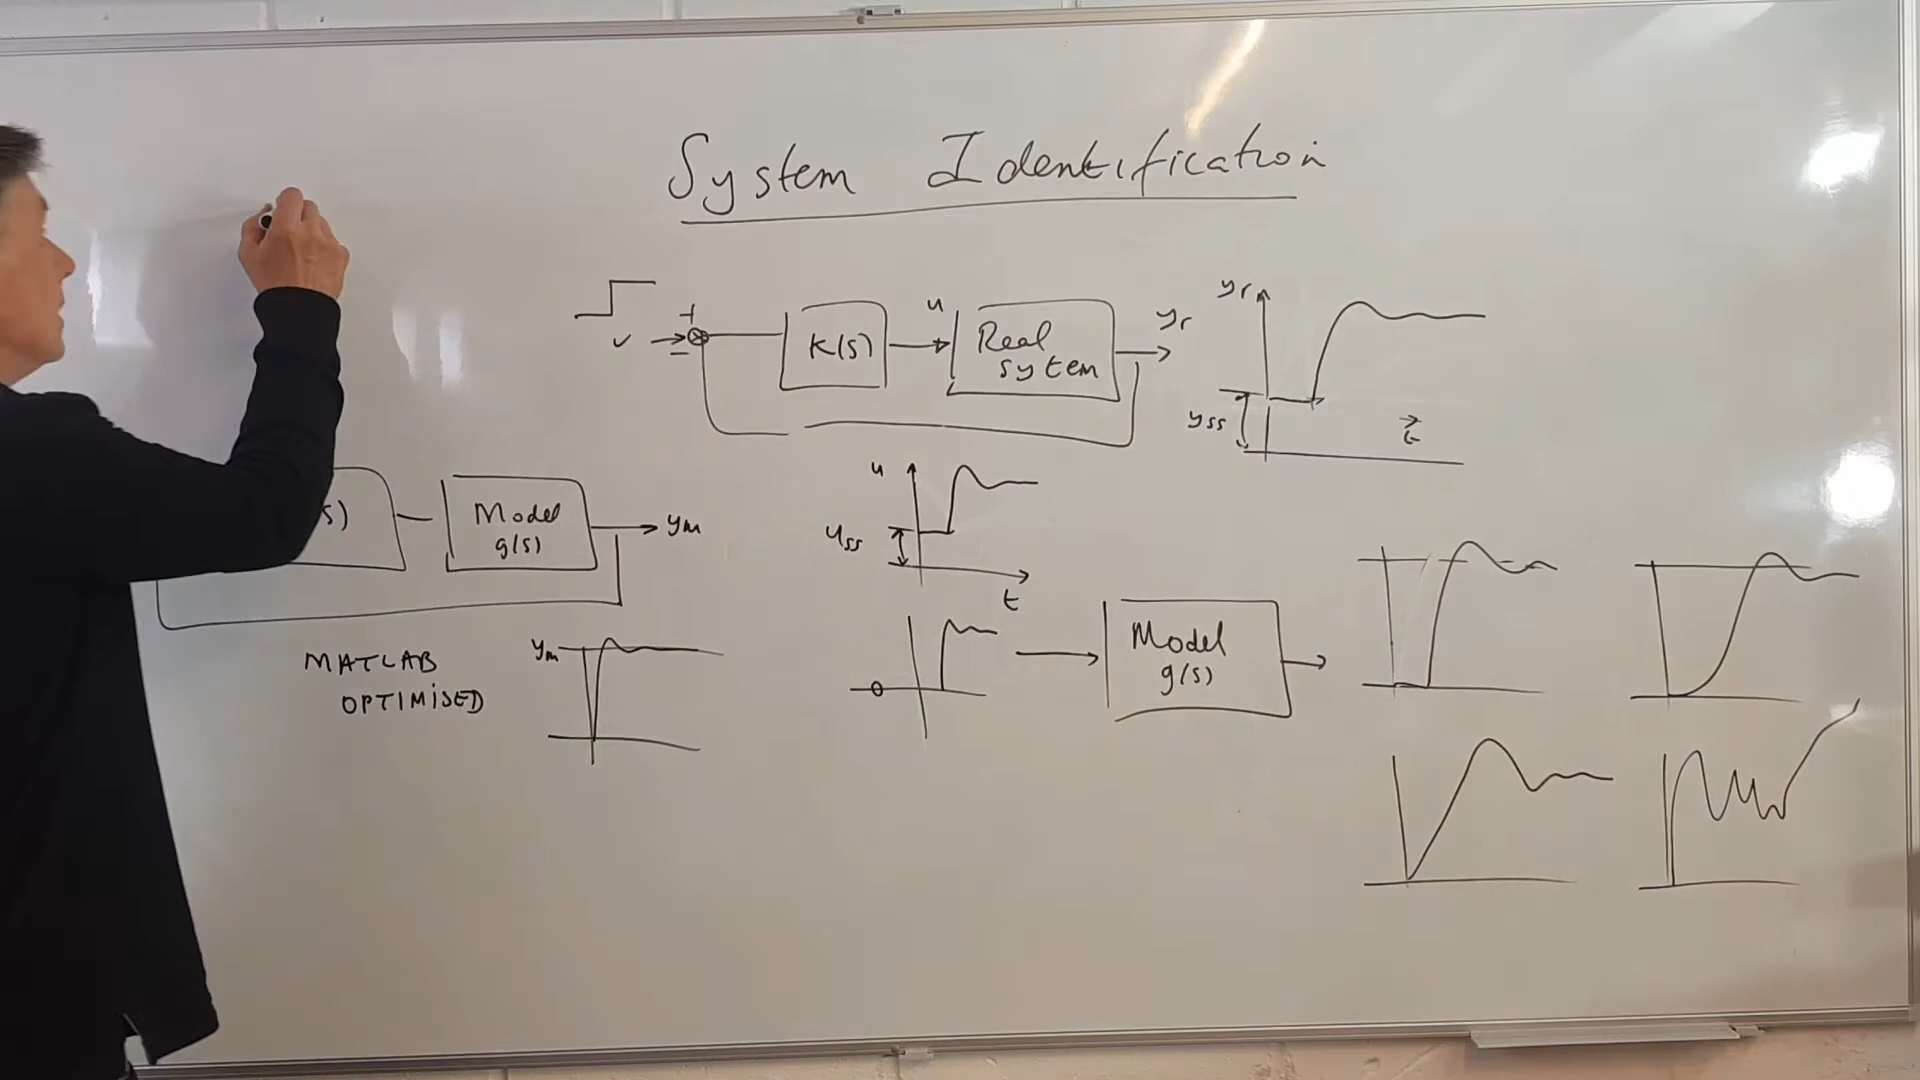 System Identification
+
-
K(s)
u
Real
system
yr
yr
yss
t
s)
Model
g(s)
ym
u
uss
t
MATLAB
OPTIMISED
ym
0
Model
g(s)